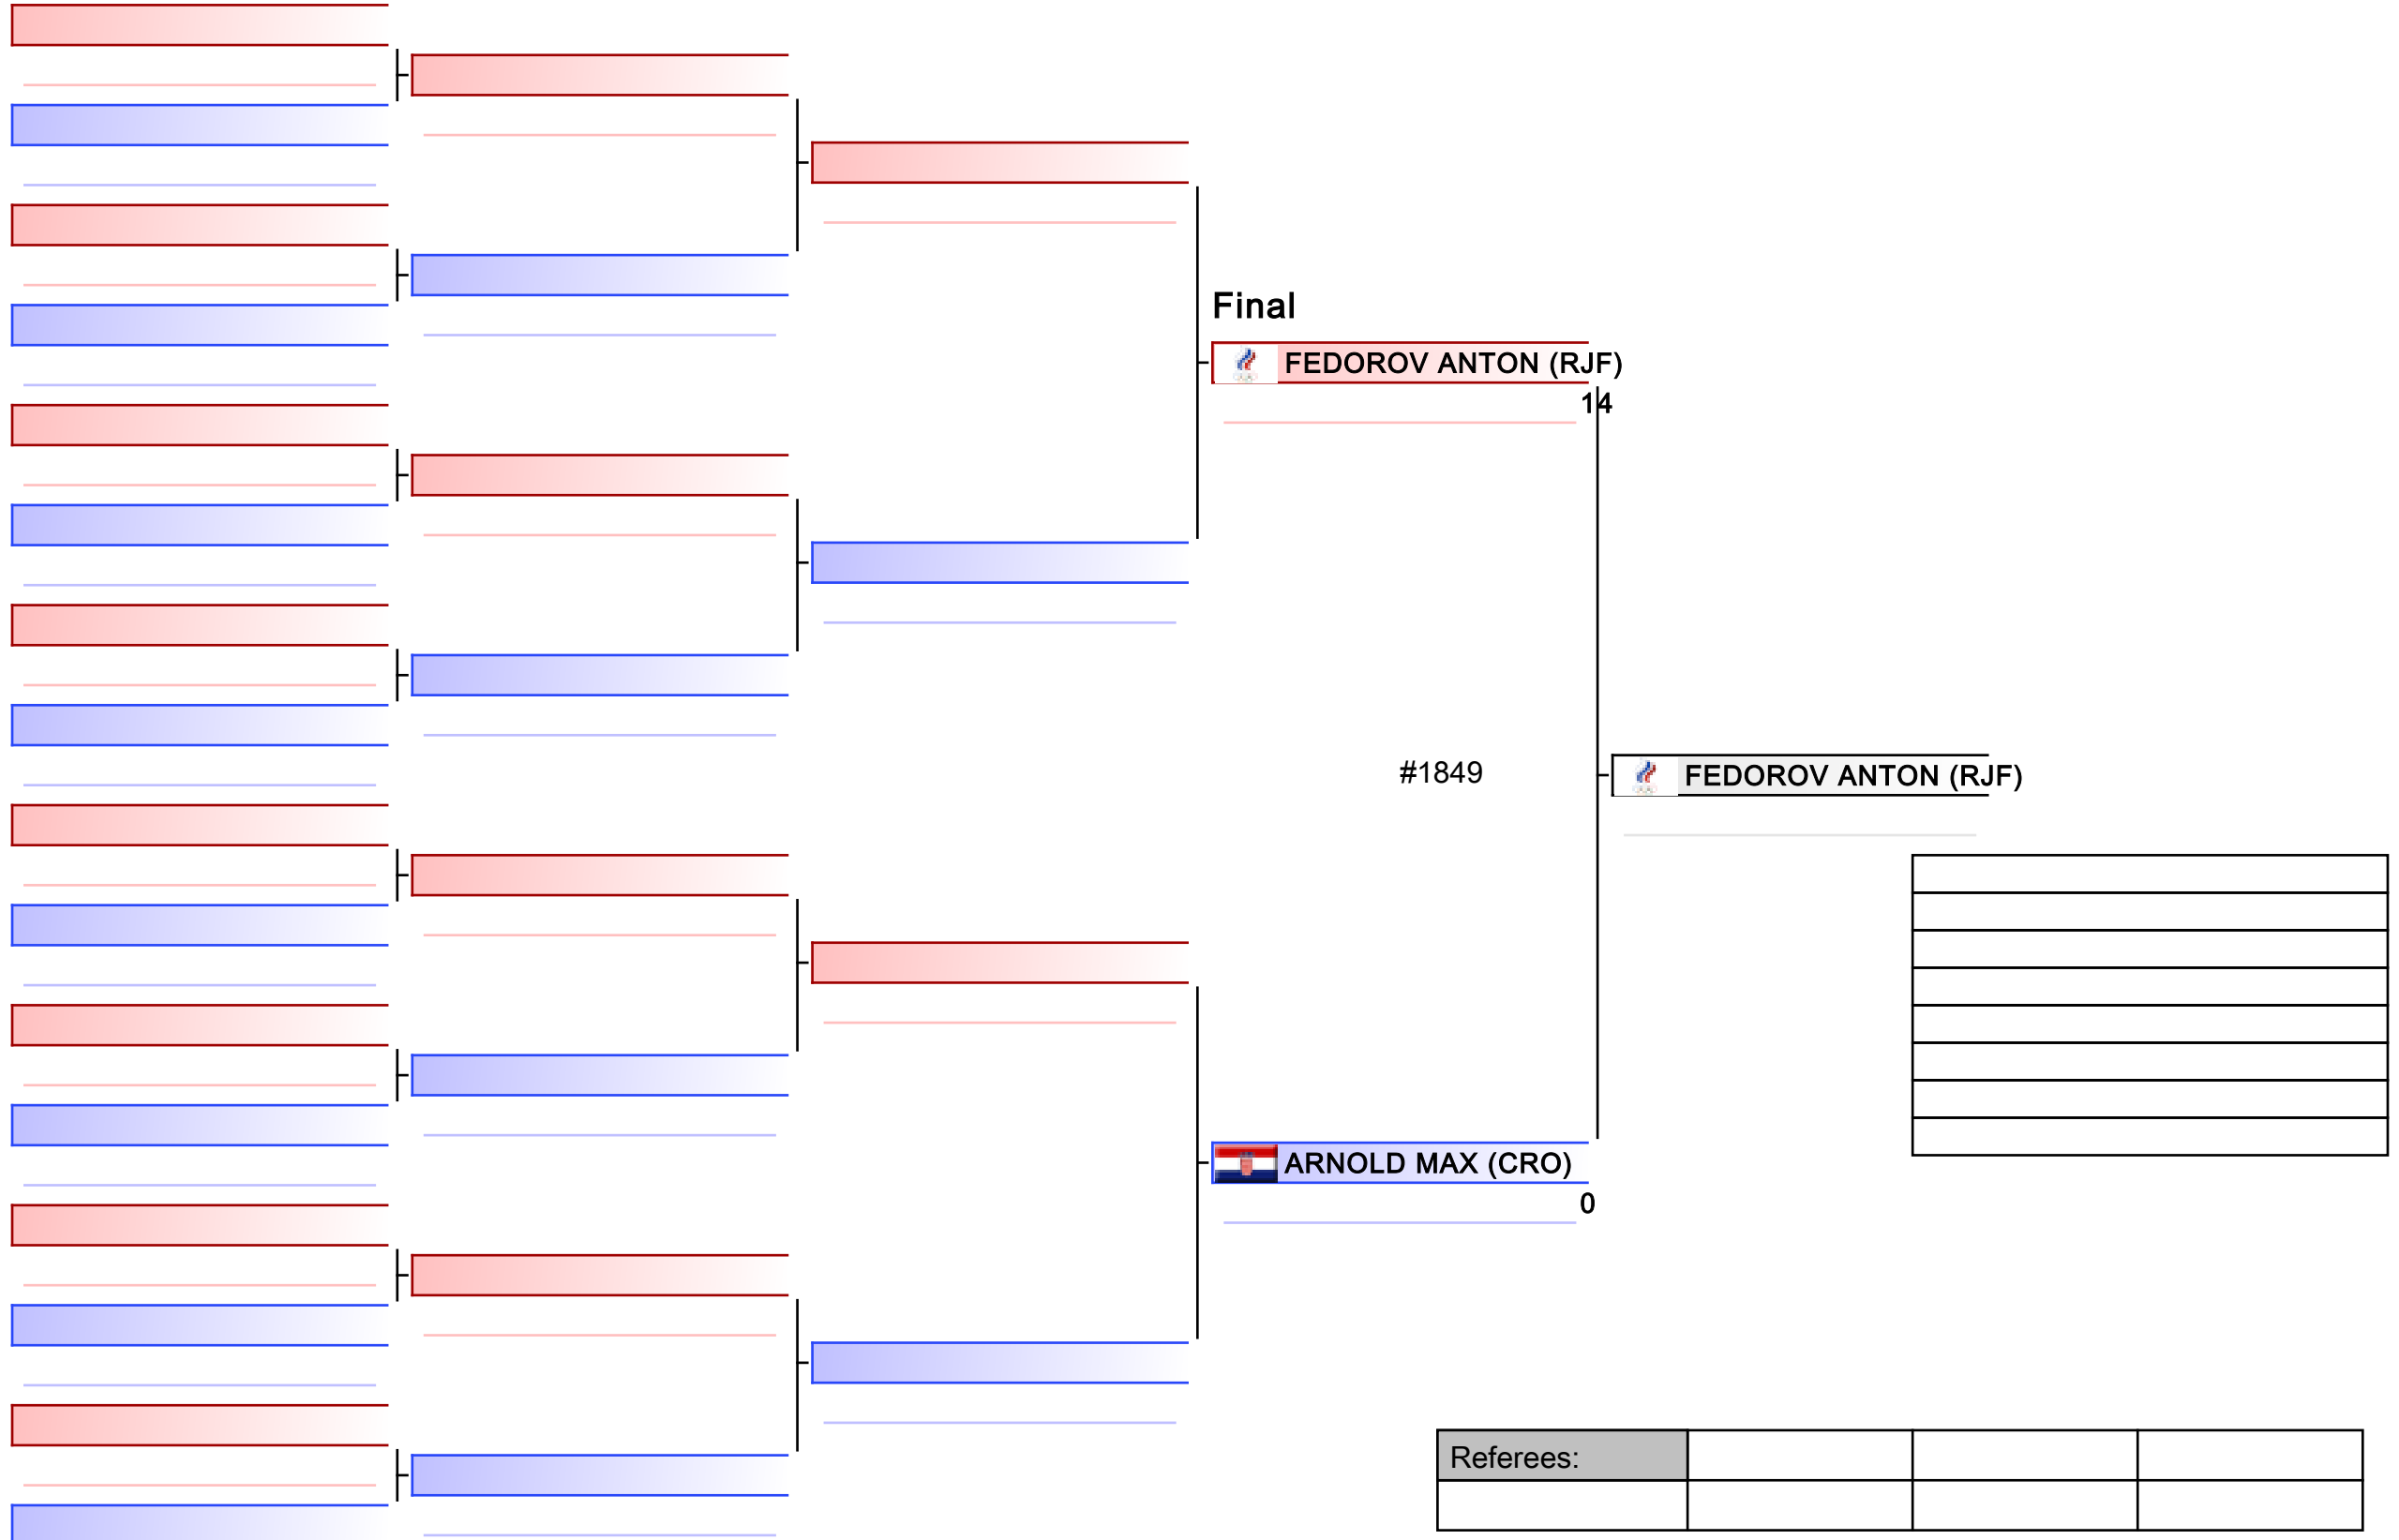 Final
FEDOROV ANTON (RJF)
14
#1849
FEDOROV ANTON (RJF)
ARNOLD MAX (CRO)
0
Referees: